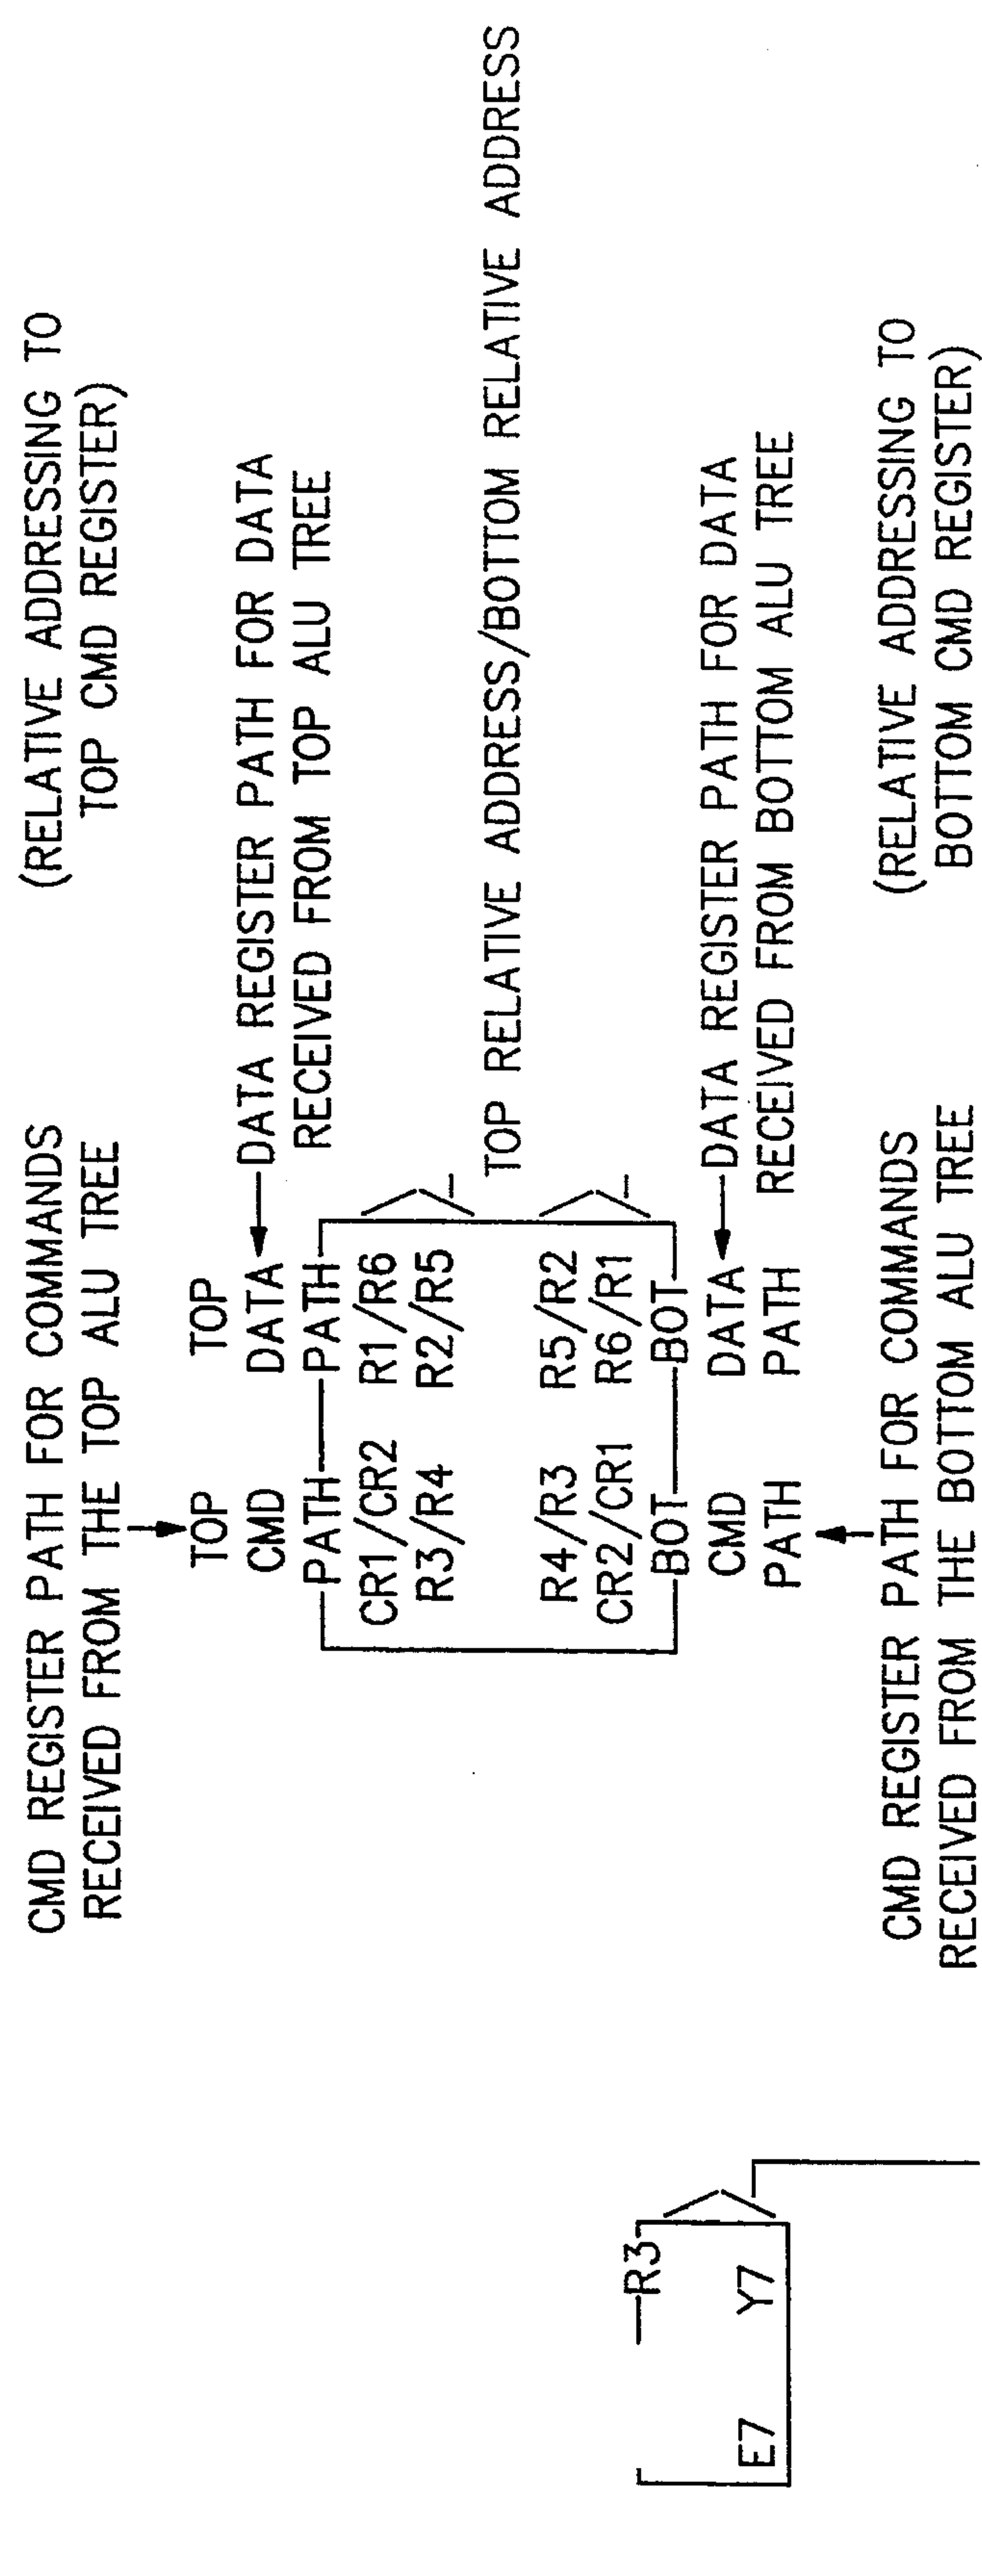 CMD REGISTER PATH FOR COMMANDS
RECEIVED FROM THE TOP ALU TREE
(RELATIVE ADDRESSING TO
TOP CMD REGISTER)
TOP TOP
CMD DATA
PATH PATH
DATA REGISTER PATH FOR DATA
RECEIVED FROM TOP ALU TREE
CR1/CR2 R1/R6
R3/R4 R2/R5
TOP RELATIVE ADDRESS/BOTTOM RELATIVE ADDRESS
R4/R3 R5/R2
CR2/CR1 R6/R1
BOT BOT
CMD DATA
PATH PATH
DATA REGISTER PATH FOR DATA
RECEIVED FROM BOTTOM ALU TREE
CMD REGISTER PATH FOR COMMANDS
RECEIVED FROM THE BOTTOM ALU TREE
(RELATIVE ADDRESSING TO
BOTTOM CMD REGISTER)
R3
E7 Y7